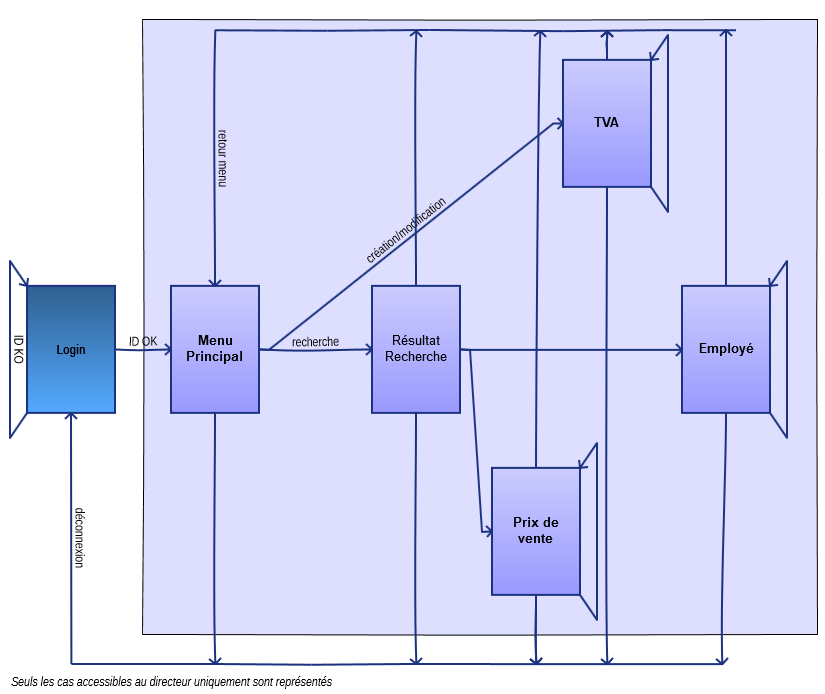 TVA
retour menu
création/modification
ID KO
Login
ID OK
Menu
Principal
recherche
Résultat
Recherche
Employé
Prix de
vente
déconnexion
Seuls les cas accessibles au directeur uniquement sont représentés